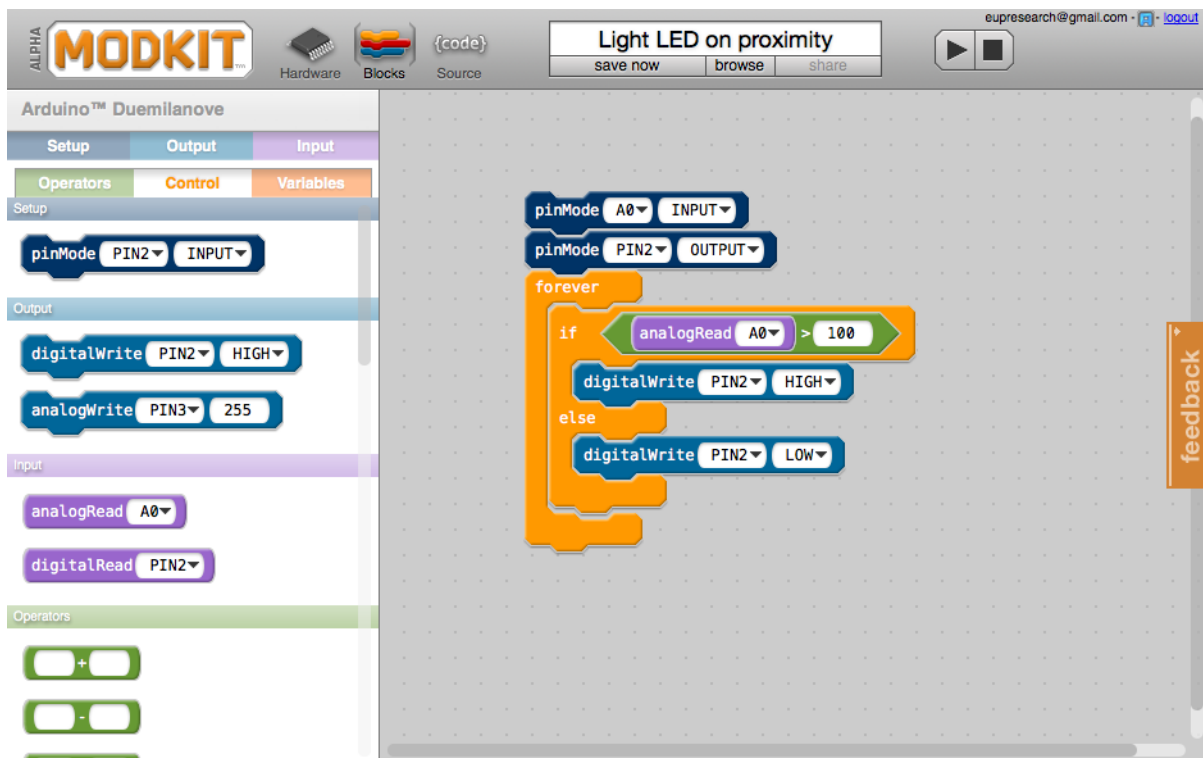 eupresearch@gmail.com - - logout
ALPHA
MODKIT
Hardware
Blocks
{code}
Source
Light LED on proximity
save now browse share
Arduino™ Duemilanove
Setup Output Input
Operators Control Variables
Setup
pinMode PIN2 INPUT
Output
digitalWrite PIN2 HIGH
analogWrite PIN3 255
Input
analogRead A0
digitalRead PIN2
Operators
+
-
pinMode A0 INPUT
pinMode PIN2 OUTPUT
forever
if analogRead A0 > 100
digitalWrite PIN2 HIGH
else
digitalWrite PIN2 LOW
feedback